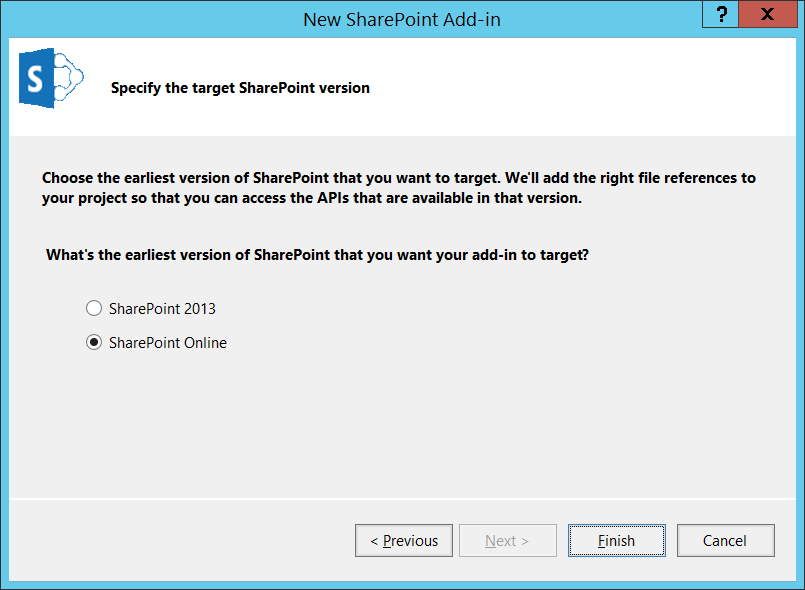 New SharePoint Add-in
?
X
S
Specify the target SharePoint version
Choose the earliest version of SharePoint that you want to target. We'll add the right file references to
your project so that you can access the APIs that are available in that version.
What's the earliest version of SharePoint that you want your add-in to target?
SharePoint 2013
SharePoint Online
< Previous
Next >
Finish
Cancel